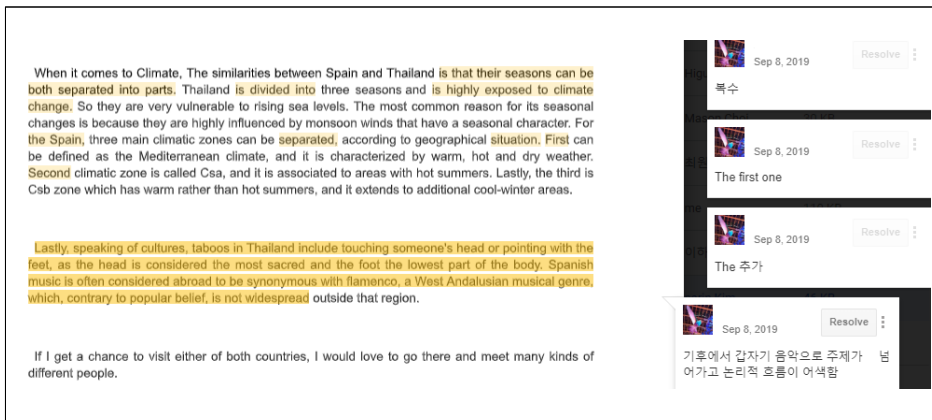 When it comes to Climate, The similarities between Spain and Thailand is that their seasons can be
both separated into parts. Thailand is divided into three seasons and is highly exposed to climate
change. So they are very vulnerable to rising sea levels. The most common reason for its seasonal
changes is because they are highly influenced by monsoon winds that have a seasonal character. For
the Spain, three main climatic zones can be separated, according to geographical situation. First can
be defined as the Mediterranean climate, and it is characterized by warm, hot and dry weather.
Second climatic zone is called Csa, and it is associated to areas with hot summers. Lastly, the third is
Csb zone which has warm rather than hot summers, and it extends to additional cool-winter areas.
Lastly, speaking of cultures, taboos in Thailand include touching someone's head or pointing with the
feet, as the head is considered the most sacred and the foot the lowest part of the body. Spanish
music is often considered abroad to be synonymous with flamenco, a West Andalusian musical genre,
which, contrary to popular belief, is not widespread outside that region.
If I get a chance to visit either of both countries, I would love to go there and meet many kinds of
different people.
Sep 8, 2019
Resolve
복수
Sep 8, 2019
Resolve
The first one
Sep 8, 2019
Resolve
The 추가
Sep 8, 2019
Resolve
기후에서 갑자기 음악으로 주제가 넘
어가고 논리적 흐름이 어색함